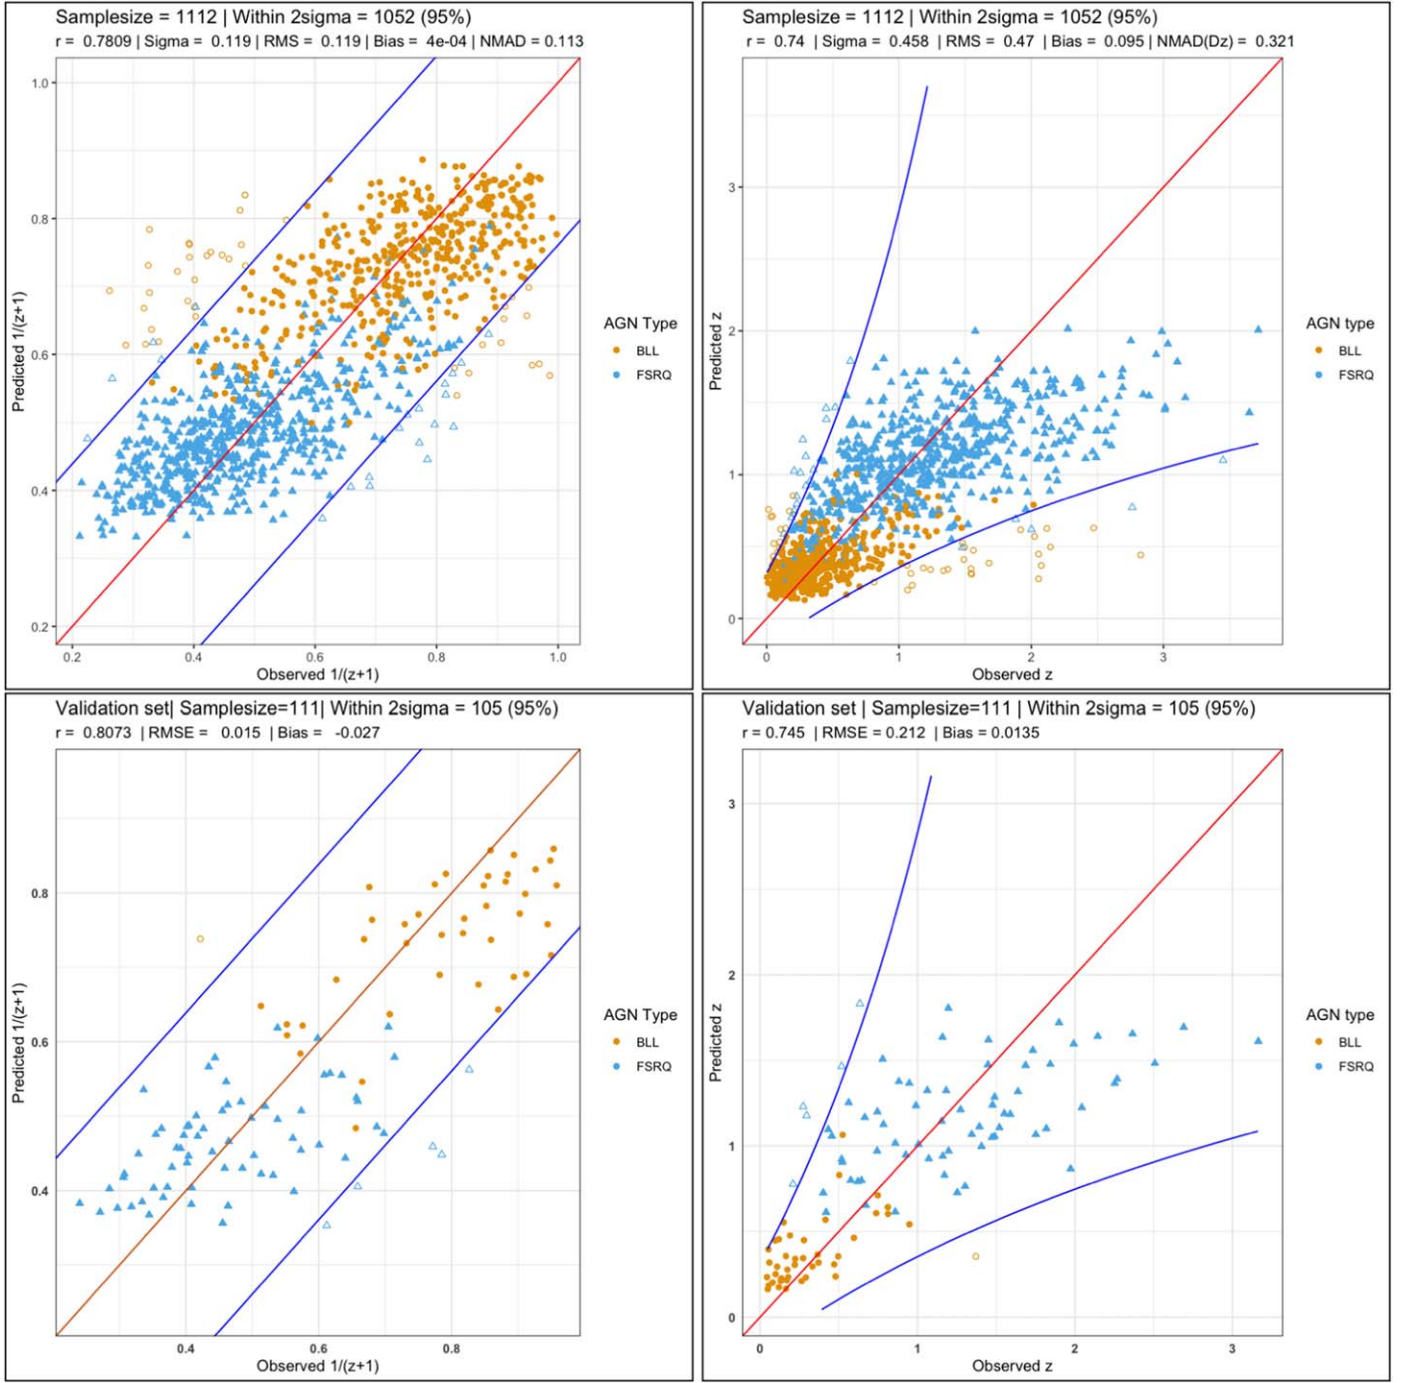 Samplesize = 1112 | Within 2sigma = 1052 (95%)
r = 0.7809 | Sigma = 0.119 | RMS = 0.119 | Bias = 4e-04 | NMAD = 0.113
1.0
0.8
0.6
0.4
0.2
Predicted 1/(z+1)
0.2 0.4 0.6 0.8 1.0
Observed 1/(z+1)
AGN Type
BLL
FSRQ
Samplesize = 1112 | Within 2sigma = 1052 (95%)
r = 0.74 | Sigma = 0.458 | RMS = 0.47 | Bias = 0.095 | NMAD(Dz) = 0.321
3
2
1
0
Predicted z
0 1 2 3
Observed z
AGN type
BLL
FSRQ
Validation set| Samplesize=111| Within 2sigma = 105 (95%)
r = 0.8073 | RMSE = 0.015 | Bias = -0.027
0.8
0.6
0.4
Predicted 1/(z+1)
0.4 0.6 0.8
Observed 1/(z+1)
AGN Type
BLL
FSRQ
Validation set | Samplesize=111 | Within 2sigma = 105 (95%)
r = 0.745 | RMSE = 0.212 | Bias = 0.0135
3
2
1
0
Predicted z
0 1 2 3
Observed z
AGN type
BLL
FSRQ